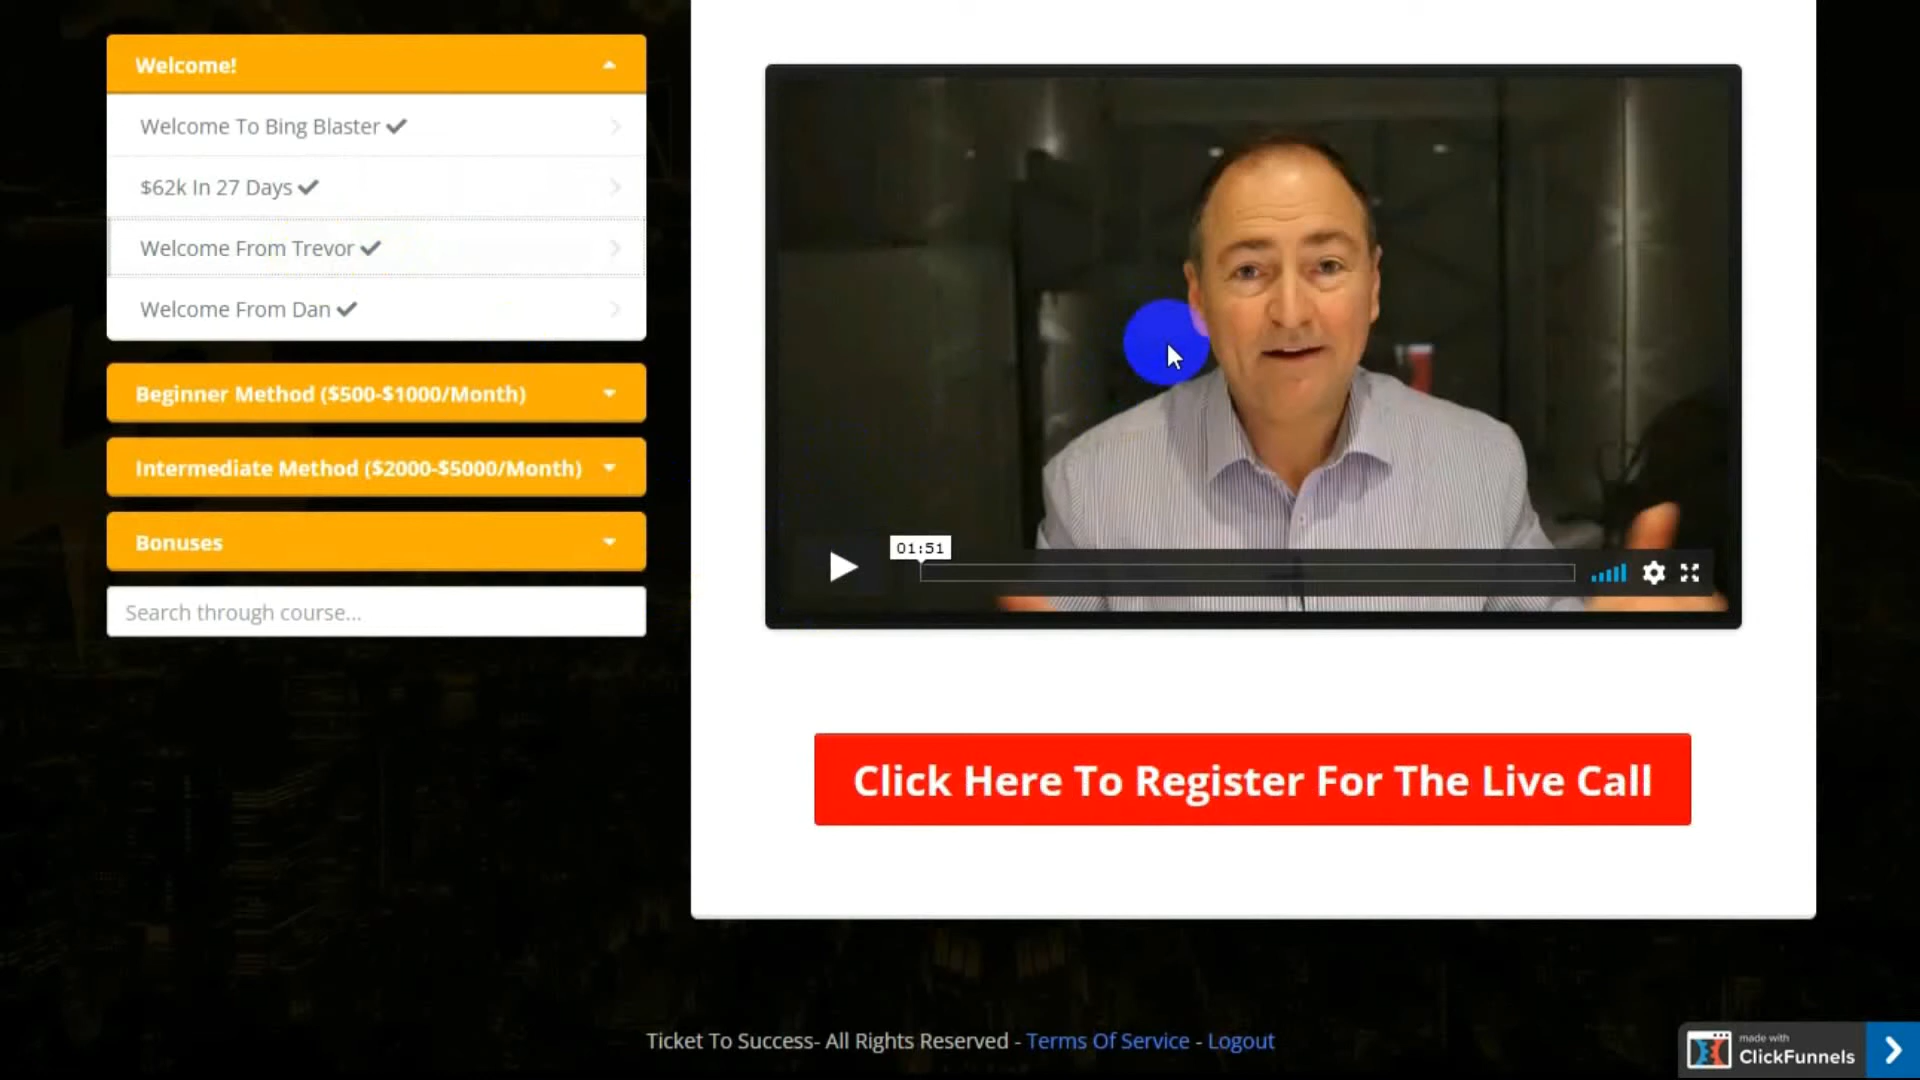 Welcome!
Welcome To Bing Blaster
$62k In 27 Days
Welcome From Trevor
Welcome From Dan
Beginner Method ($500-$1000/Month)
Intermediate Method ($2000-$5000/Month)
Bonuses
Search through course...
01:51
Click Here To Register For The Live Call
Ticket To Success- All Rights Reserved - Terms Of Service - Logout
made with
ClickFunnels